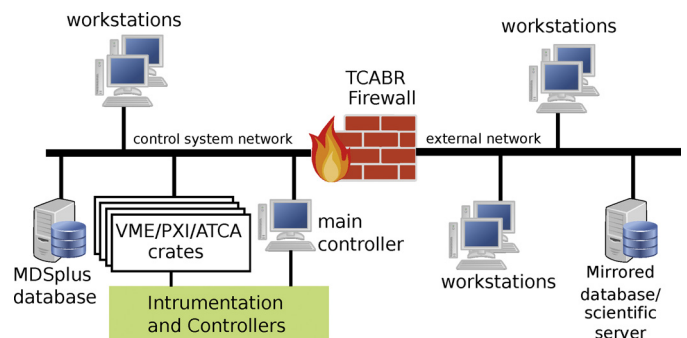 workstations
TCABR
Firewall
workstations
control system network
external network
MDSplus
database
VME/PXI/ATCA
crates
main
controller
Intrumentation
and Controllers
workstations
Mirrored
database/
scientific
server